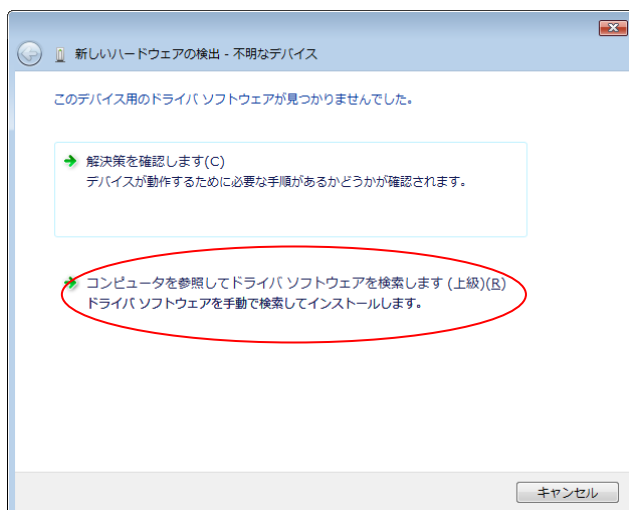 新しいハードウェアの検出 - 不明なデバイス
このデバイス用のドライバ ソフトウェアが見つかりませんでした。
解決策を確認します(C)
デバイスが動作するために必要な手順があるかどうかが確認されます。
コンピュータを参照してドライバ ソフトウェアを検索します (上級)(R)
ドライバ ソフトウェアを手動で検索してインストールします。
キャンセル